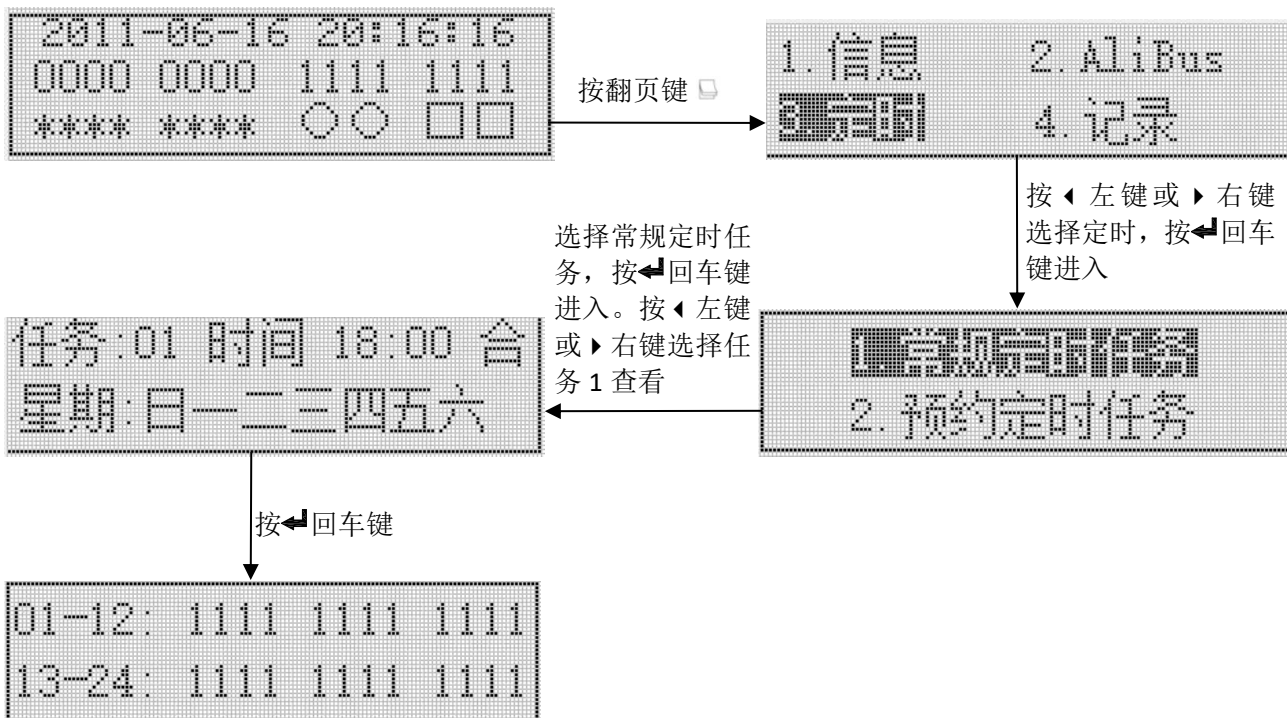 2011-06-16 20:16:16
0000 0000 1111 1111
**** **** ○○ □□
按翻页键
1.信息 2.AliBus
3.定时 4.记录
按 左键或 右键
选择定时，按 回车
键进入
1.常规定时任务
2.预约定时任务
选择常规定时任
务，按 回车键
进入。按 左键
或 右键选择任
务 1 查看
任务:01 时间 18:00 合
星期:日一二三四五六
按 回车键
01-12: 1111 1111 1111
13-24: 1111 1111 1111